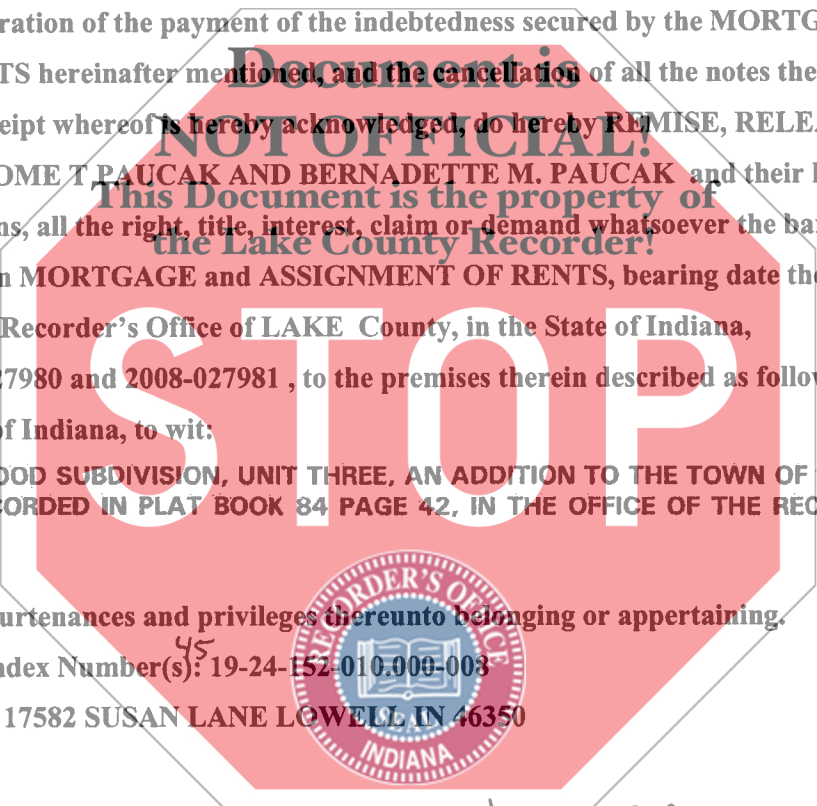 ration of the payment of the indebtedness secured by the MORTG
Document is
TS hereinafter mentioned, and the cancellation of all the notes the
NOT OFFICIAL!
eipt whereof is hereby acknowledged, do hereby REMISE, RELEA
OME T PAUCAK AND BERNADETTE M. PAUCAK and their h
This Document is the property of
ns, all the right, title, interest, claim or demand whatsoever the ba
the Lake County Recorder!
n MORTGAGE and ASSIGNMENT OF RENTS, bearing date the
Recorder's Office of LAKE County, in the State of Indiana,
STOP
27980 and 2008-027981 , to the premises therein described as follow
of Indiana, to wit:
OOD SUBDIVISION, UNIT THREE, AN ADDITION TO THE TOWN OF
CORDED IN PLAT BOOK 84 PAGE 42, IN THE OFFICE OF THE REC
RECORDER'S OFFICE
urtenances and privileges thereunto belonging or appertaining.
45
ndex Number(s): 19-24-152-010.000-008
17582 SUSAN LANE LOWELL IN 46350
SEAL
INDIANA